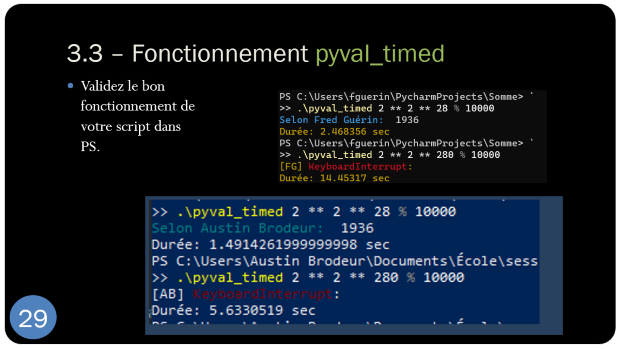 3.3 – Fonctionnement pyval_timed
• Validez le bon
fonctionnement de
votre script dans
PS.
PS C:\Users\fguerin\PycharmProjects\Somme> `
>> .\pyval_timed 2 ** 2 ** 28 % 10000
Selon Fred Guérin:  1936
Durée: 2.468356 sec
PS C:\Users\fguerin\PycharmProjects\Somme> `
>> .\pyval_timed 2 ** 2 ** 280 % 10000
[FG] KeyboardInterrupt:
Durée: 14.45317 sec
>> .\pyval_timed 2 ** 2 ** 28 % 10000
Selon Austin Brodeur:  1936
Durée: 1.4914261999999998 sec
PS C:\Users\Austin Brodeur\Documents\École\sess
>> .\pyval_timed 2 ** 2 ** 280 % 10000
[AB] KeyboardInterrupt:
Durée: 5.6330519 sec
29